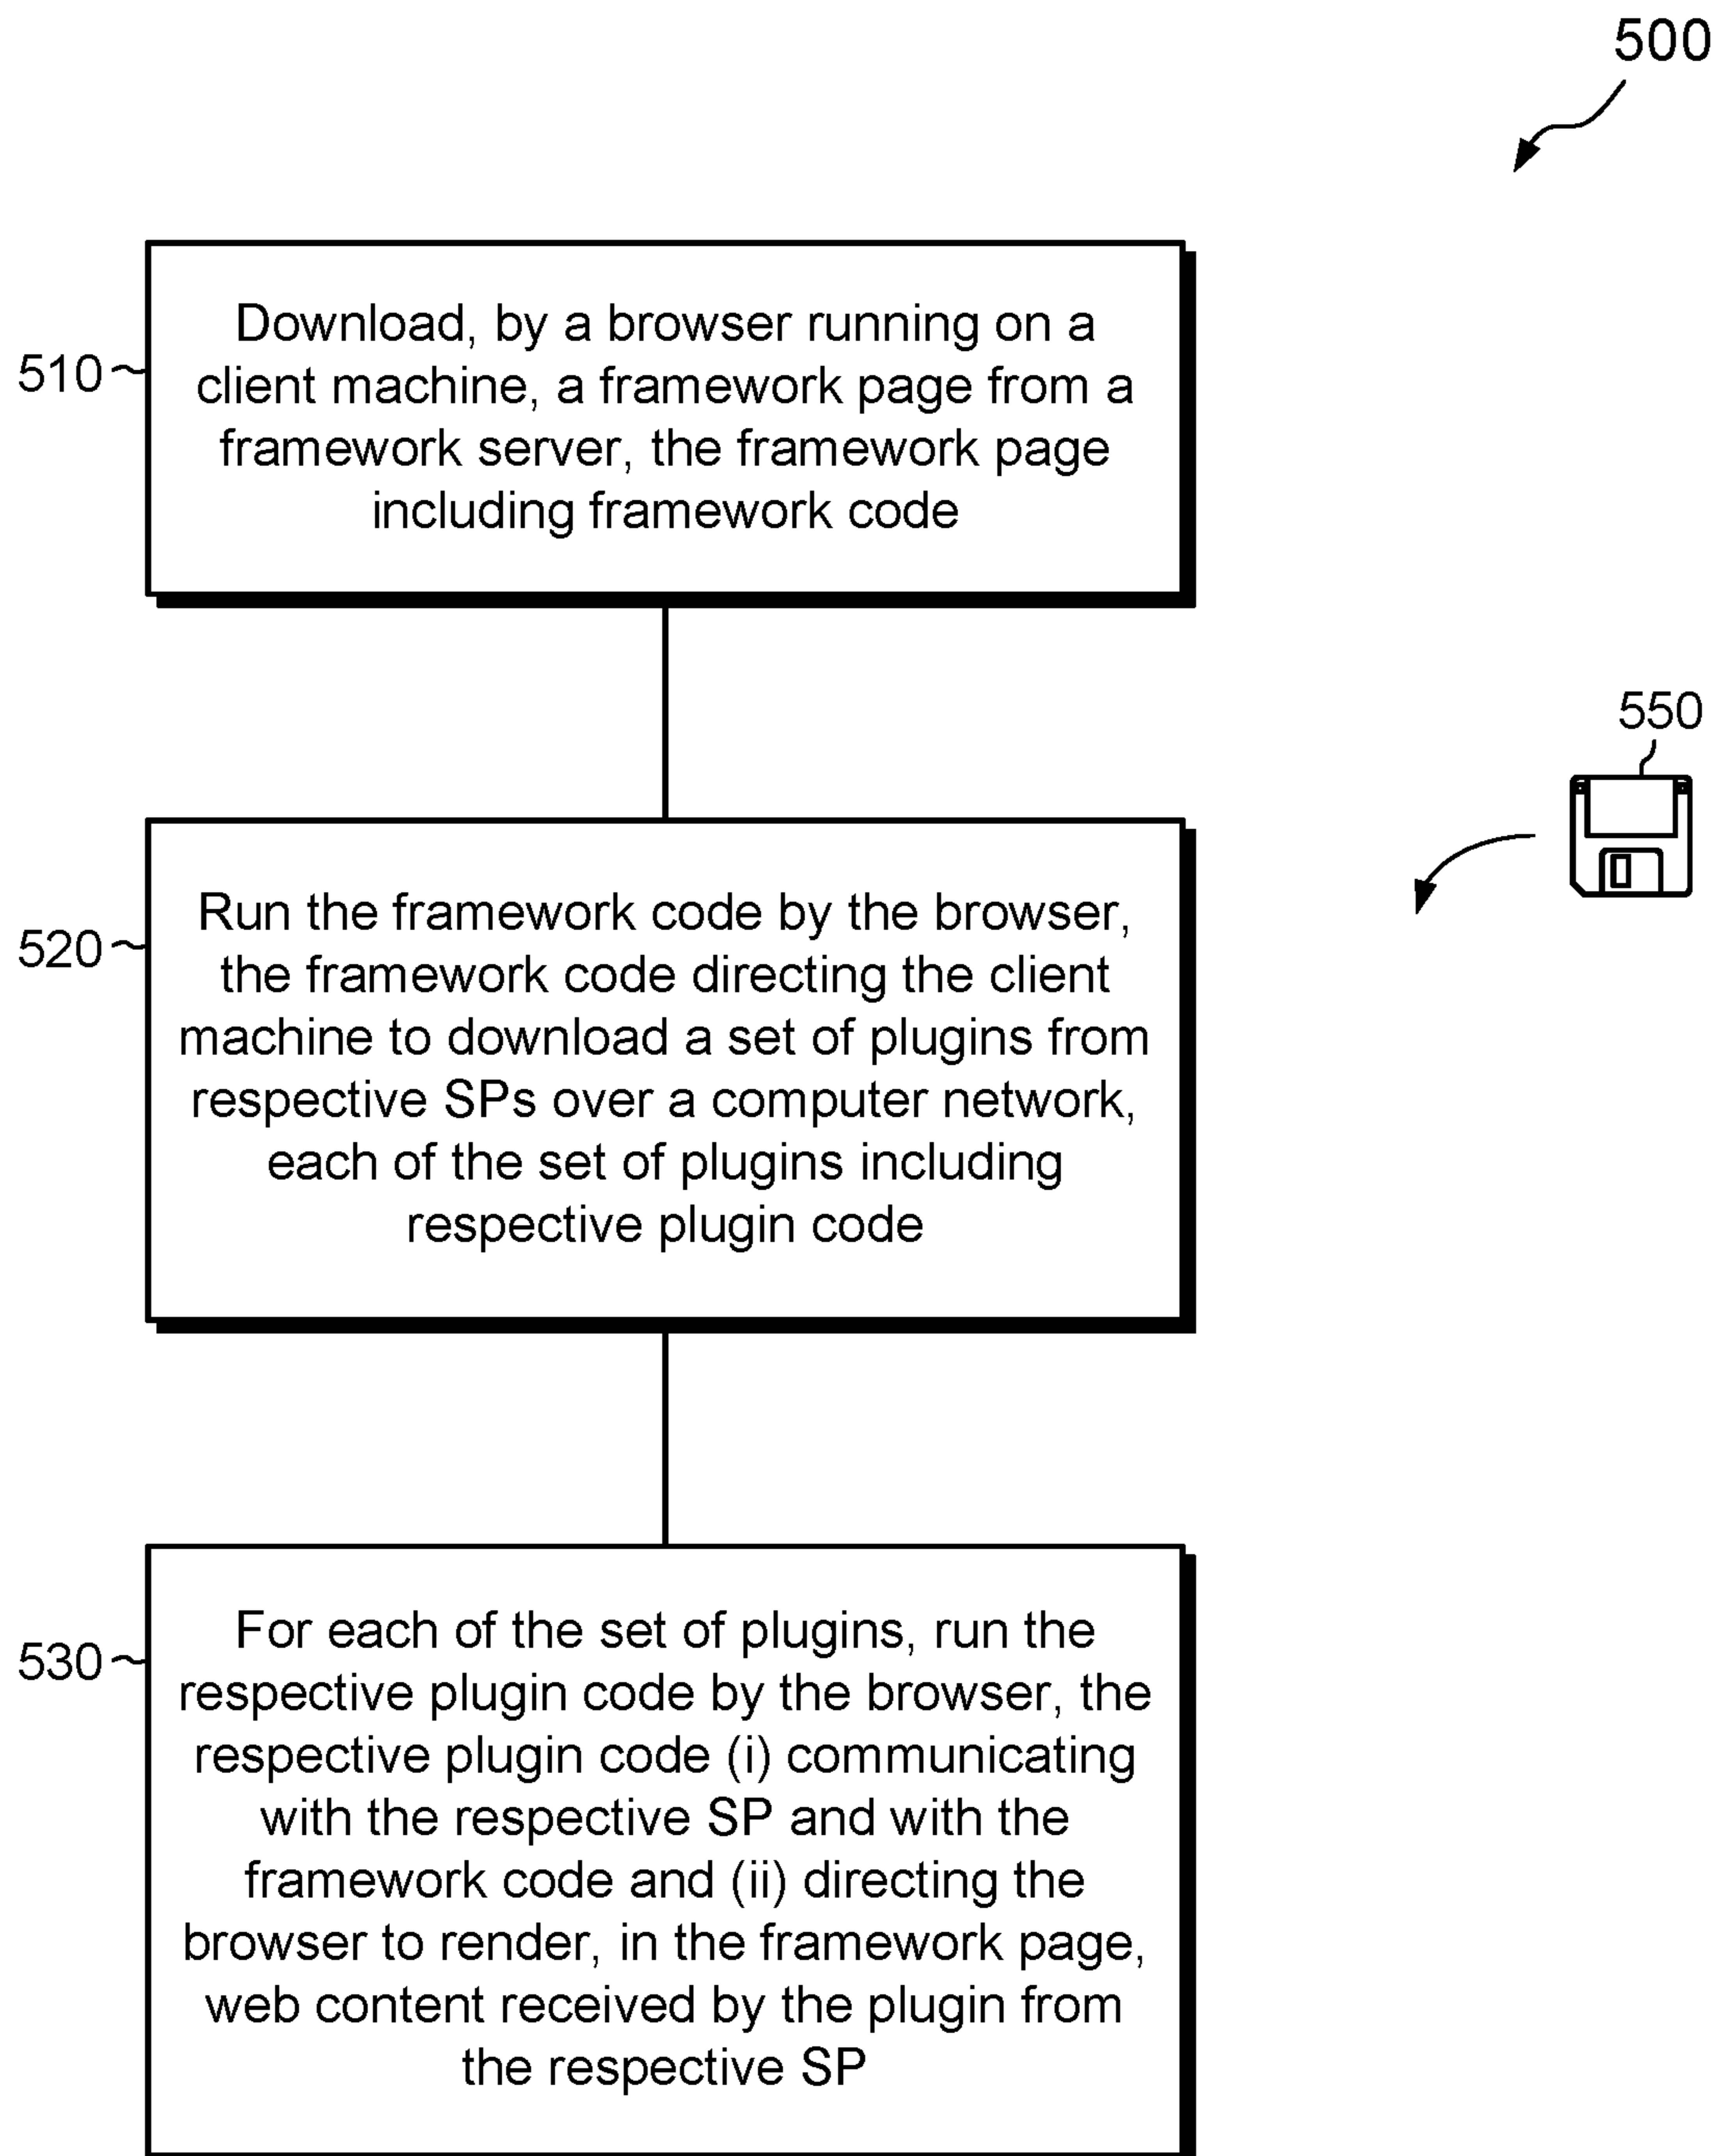 500
Download, by a browser running on a
client machine, a framework page from a
framework server, the framework page
including framework code
510
550
Run the framework code by the browser,
the framework code directing the client
machine to download a set of plugins from
respective SPs over a computer network,
each of the set of plugins including
respective plugin code
520
For each of the set of plugins, run the
respective plugin code by the browser, the
respective plugin code (i) communicating
with the respective SP and with the
framework code and (ii) directing the
browser to render, in the framework page,
web content received by the plugin from
the respective SP
530